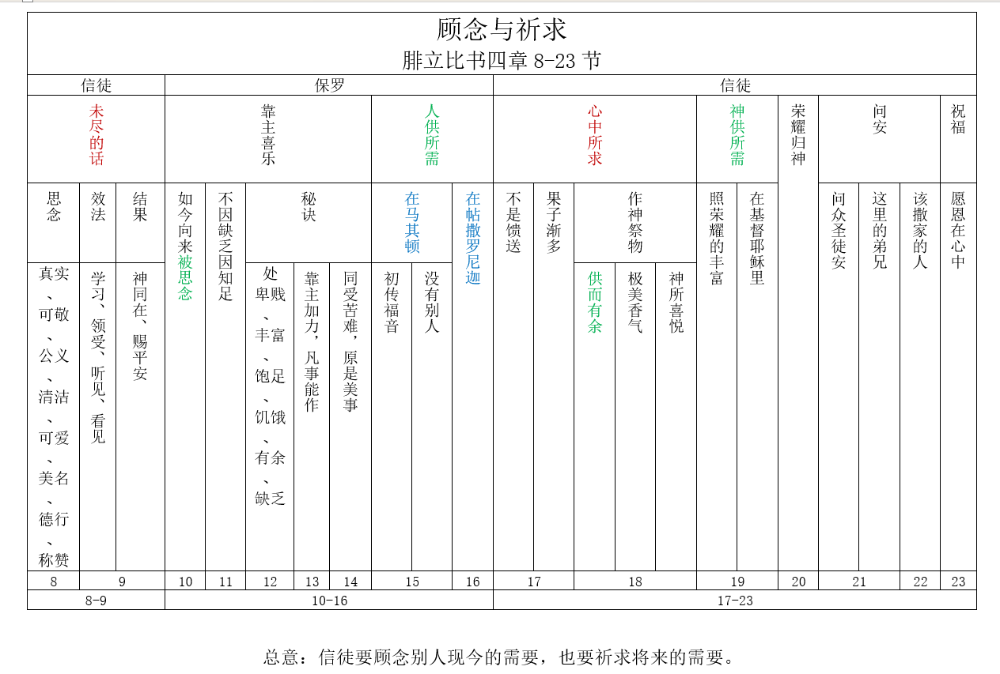 顾念与祈求
腓立比书四章 8-23 节
信徒
保罗
信徒
未尽的话
靠主喜乐
人供所需
心中所求
神供所需
荣耀归神
问安
祝福
思念
效法
结果
如今向来被思念
不因缺乏因知足
秘诀
在马其顿
在帖撒罗尼迦
不是馈送
果子渐多
作神祭物
照荣耀的丰富
在基督耶稣里
问众圣徒安
这里的弟兄
该撒家的人
愿恩在心中
真实
、
可敬
、
公义
、
清洁
、
可爱
、
美名
、
德行
、
称赞
学习、领受、听见、看见
神同在、赐平安
处
卑贱
、
丰富
、
饱足
、
饥饿
、
有余
、
缺乏
靠主加力，凡事能作
同受苦难，原是美事
初传福音
没有别人
供而有余
极美香气
神所喜悦
8
9
10
11
12
13
14
15
16
17
18
19
20
21
22
23
8-9
10-16
17-23
总意：信徒要顾念别人现今的需要，也要祈求将来的需要。